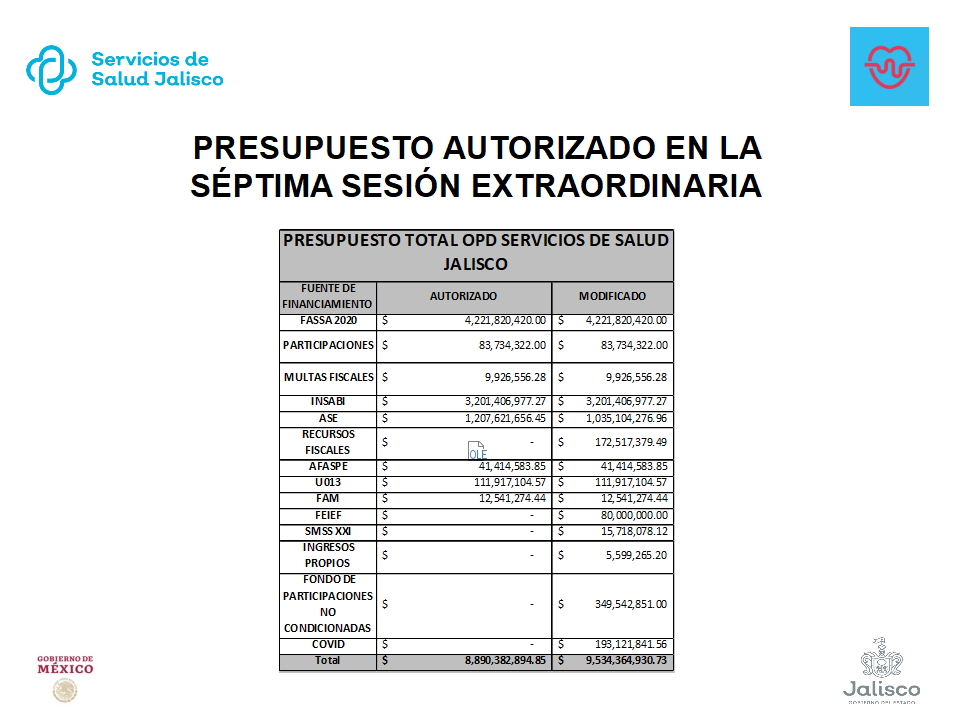 Servicios de
Salud Jalisco
PRESUPUESTO AUTORIZADO EN LA
SÉPTIMA SESIÓN EXTRAORDINARIA
PRESUPUESTO TOTAL OPD SERVICIOS DE SALUD
JALISCO
FUENTE DE
FINANCIAMIENTO AUTORIZADO MODIFICADO
FASSA 2020 $ 4,221,820,420.00 $ 4,221,820,420.00
PARTICIPACIONES $ 83,734,322.00 $ 83,734,322.00
MULTAS FISCALES $ 9,926,556.28 $ 9,926,556.28
INSABI $ 3,201,406,977.27 $ 3,201,406,977.27
ASE $ 1,207,621,656.45 $ 1,035,104,276.96
RECURSOS
FISCALES $ - $ 172,517,379.49
OLE
AFASPE $ 41,414,583.85 $ 41,414,583.85
U013 $ 111,917,104.57 $ 111,917,104.57
FAM $ 12,541,274.44 $ 12,541,274.44
FEIEF $ - $ 80,000,000.00
SMSS XXI $ - $ 15,718,078.12
INGRESOS
PROPIOS $ - $ 5,599,265.20
FONDO DE
PARTICIPACIONES
NO
CONDICIONADAS $ - $ 349,542,851.00
COVID $ - $ 193,121,841.56
Total $ 8,890,382,894.85 $ 9,534,364,930.73
GOBIERNO DE
MÉXICO
Jalisco
GOBIERNO DEL ESTADO